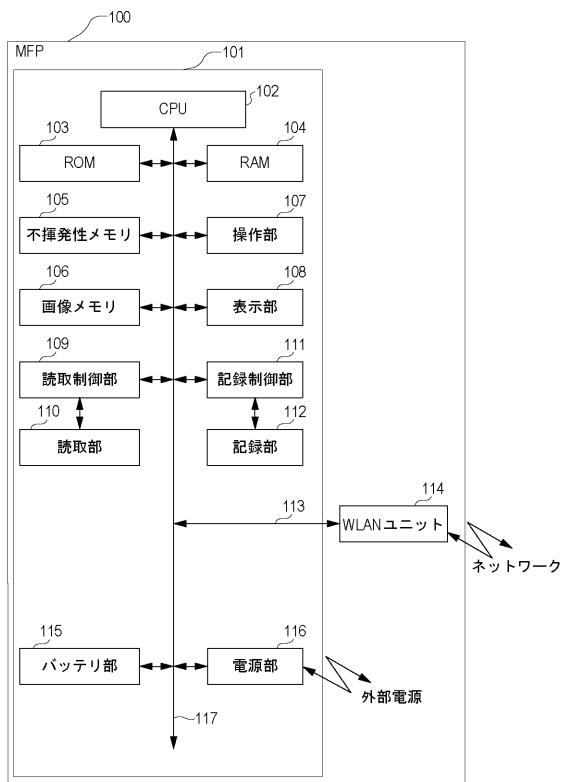 100
MFP
101
102
CPU
103
ROM
104
RAM
105
不揮発性メモリ
107
操作部
106
画像メモリ
108
表示部
109
読取制御部
111
記録制御部
110
読取部
112
記録部
113
114
WLANユニット
ネットワーク
115
バッテリ部
116
電源部
外部電源
117